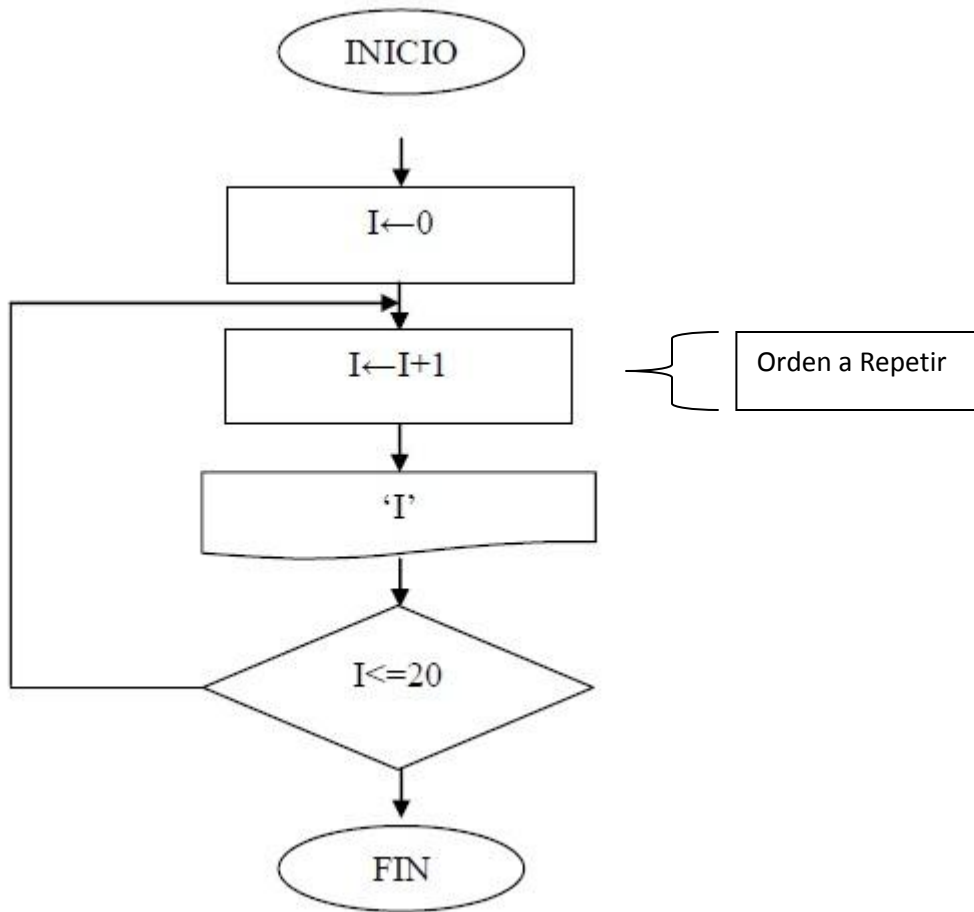 INICIO
I←0
I←I+1
Orden a Repetir
‘I’
I<=20
FIN